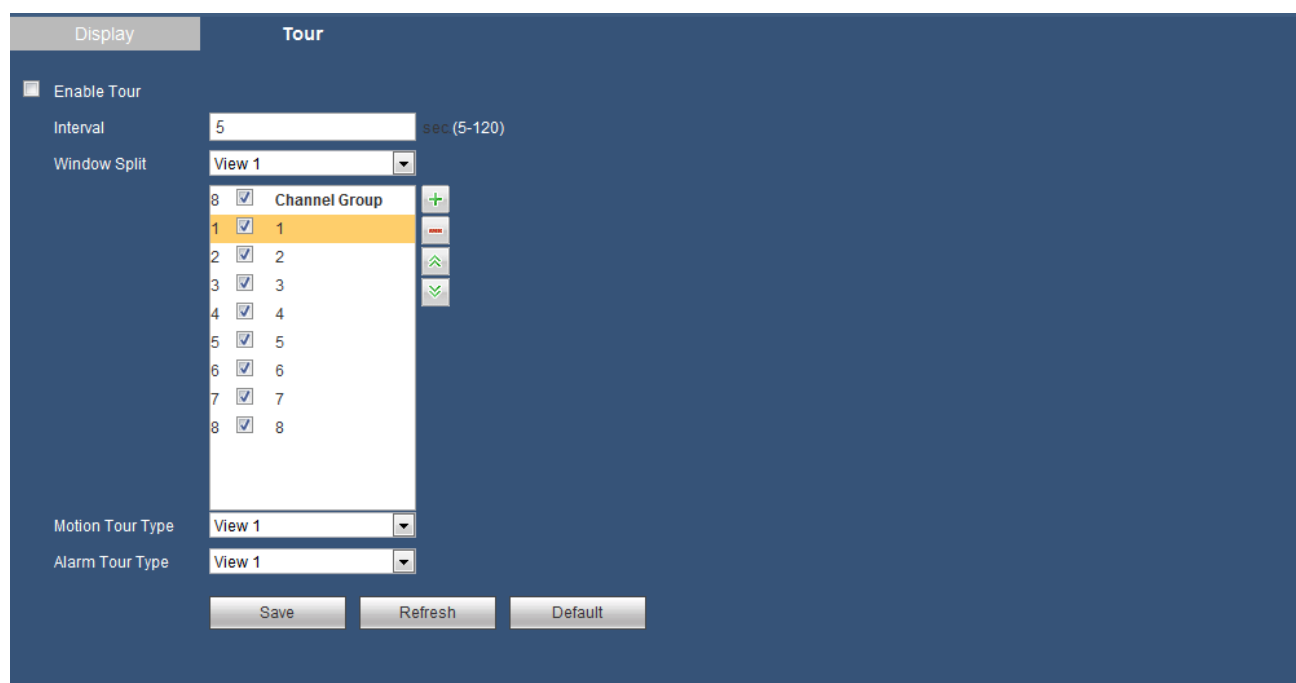 Display Tour
Enable Tour
Interval 5 sec (5-120)
Window Split View 1
8 Channel Group
1 1
2 2
3 3
4 4
5 5
6 6
7 7
8 8
Motion Tour Type View 1
Alarm Tour Type View 1
Save Refresh Default